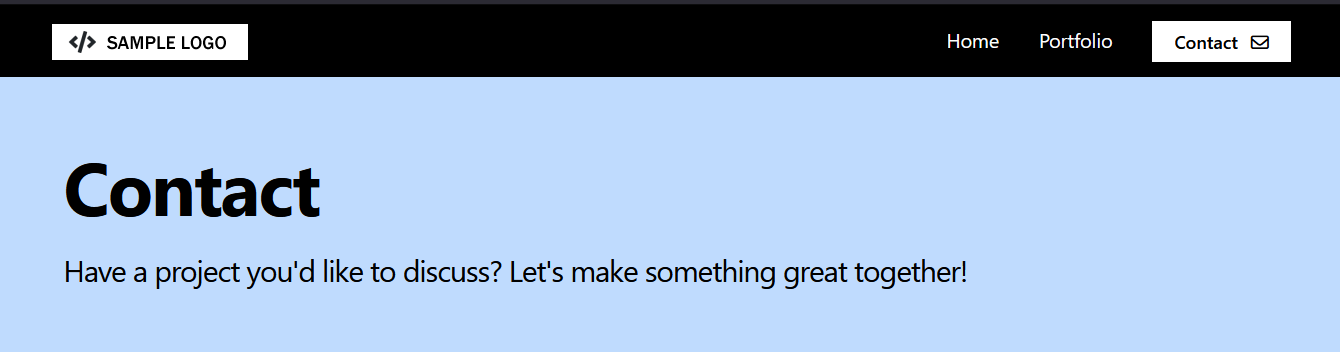 </> SAMPLE LOGO
Home
Portfolio
Contact
Contact
Have a project you'd like to discuss? Let's make something great together!